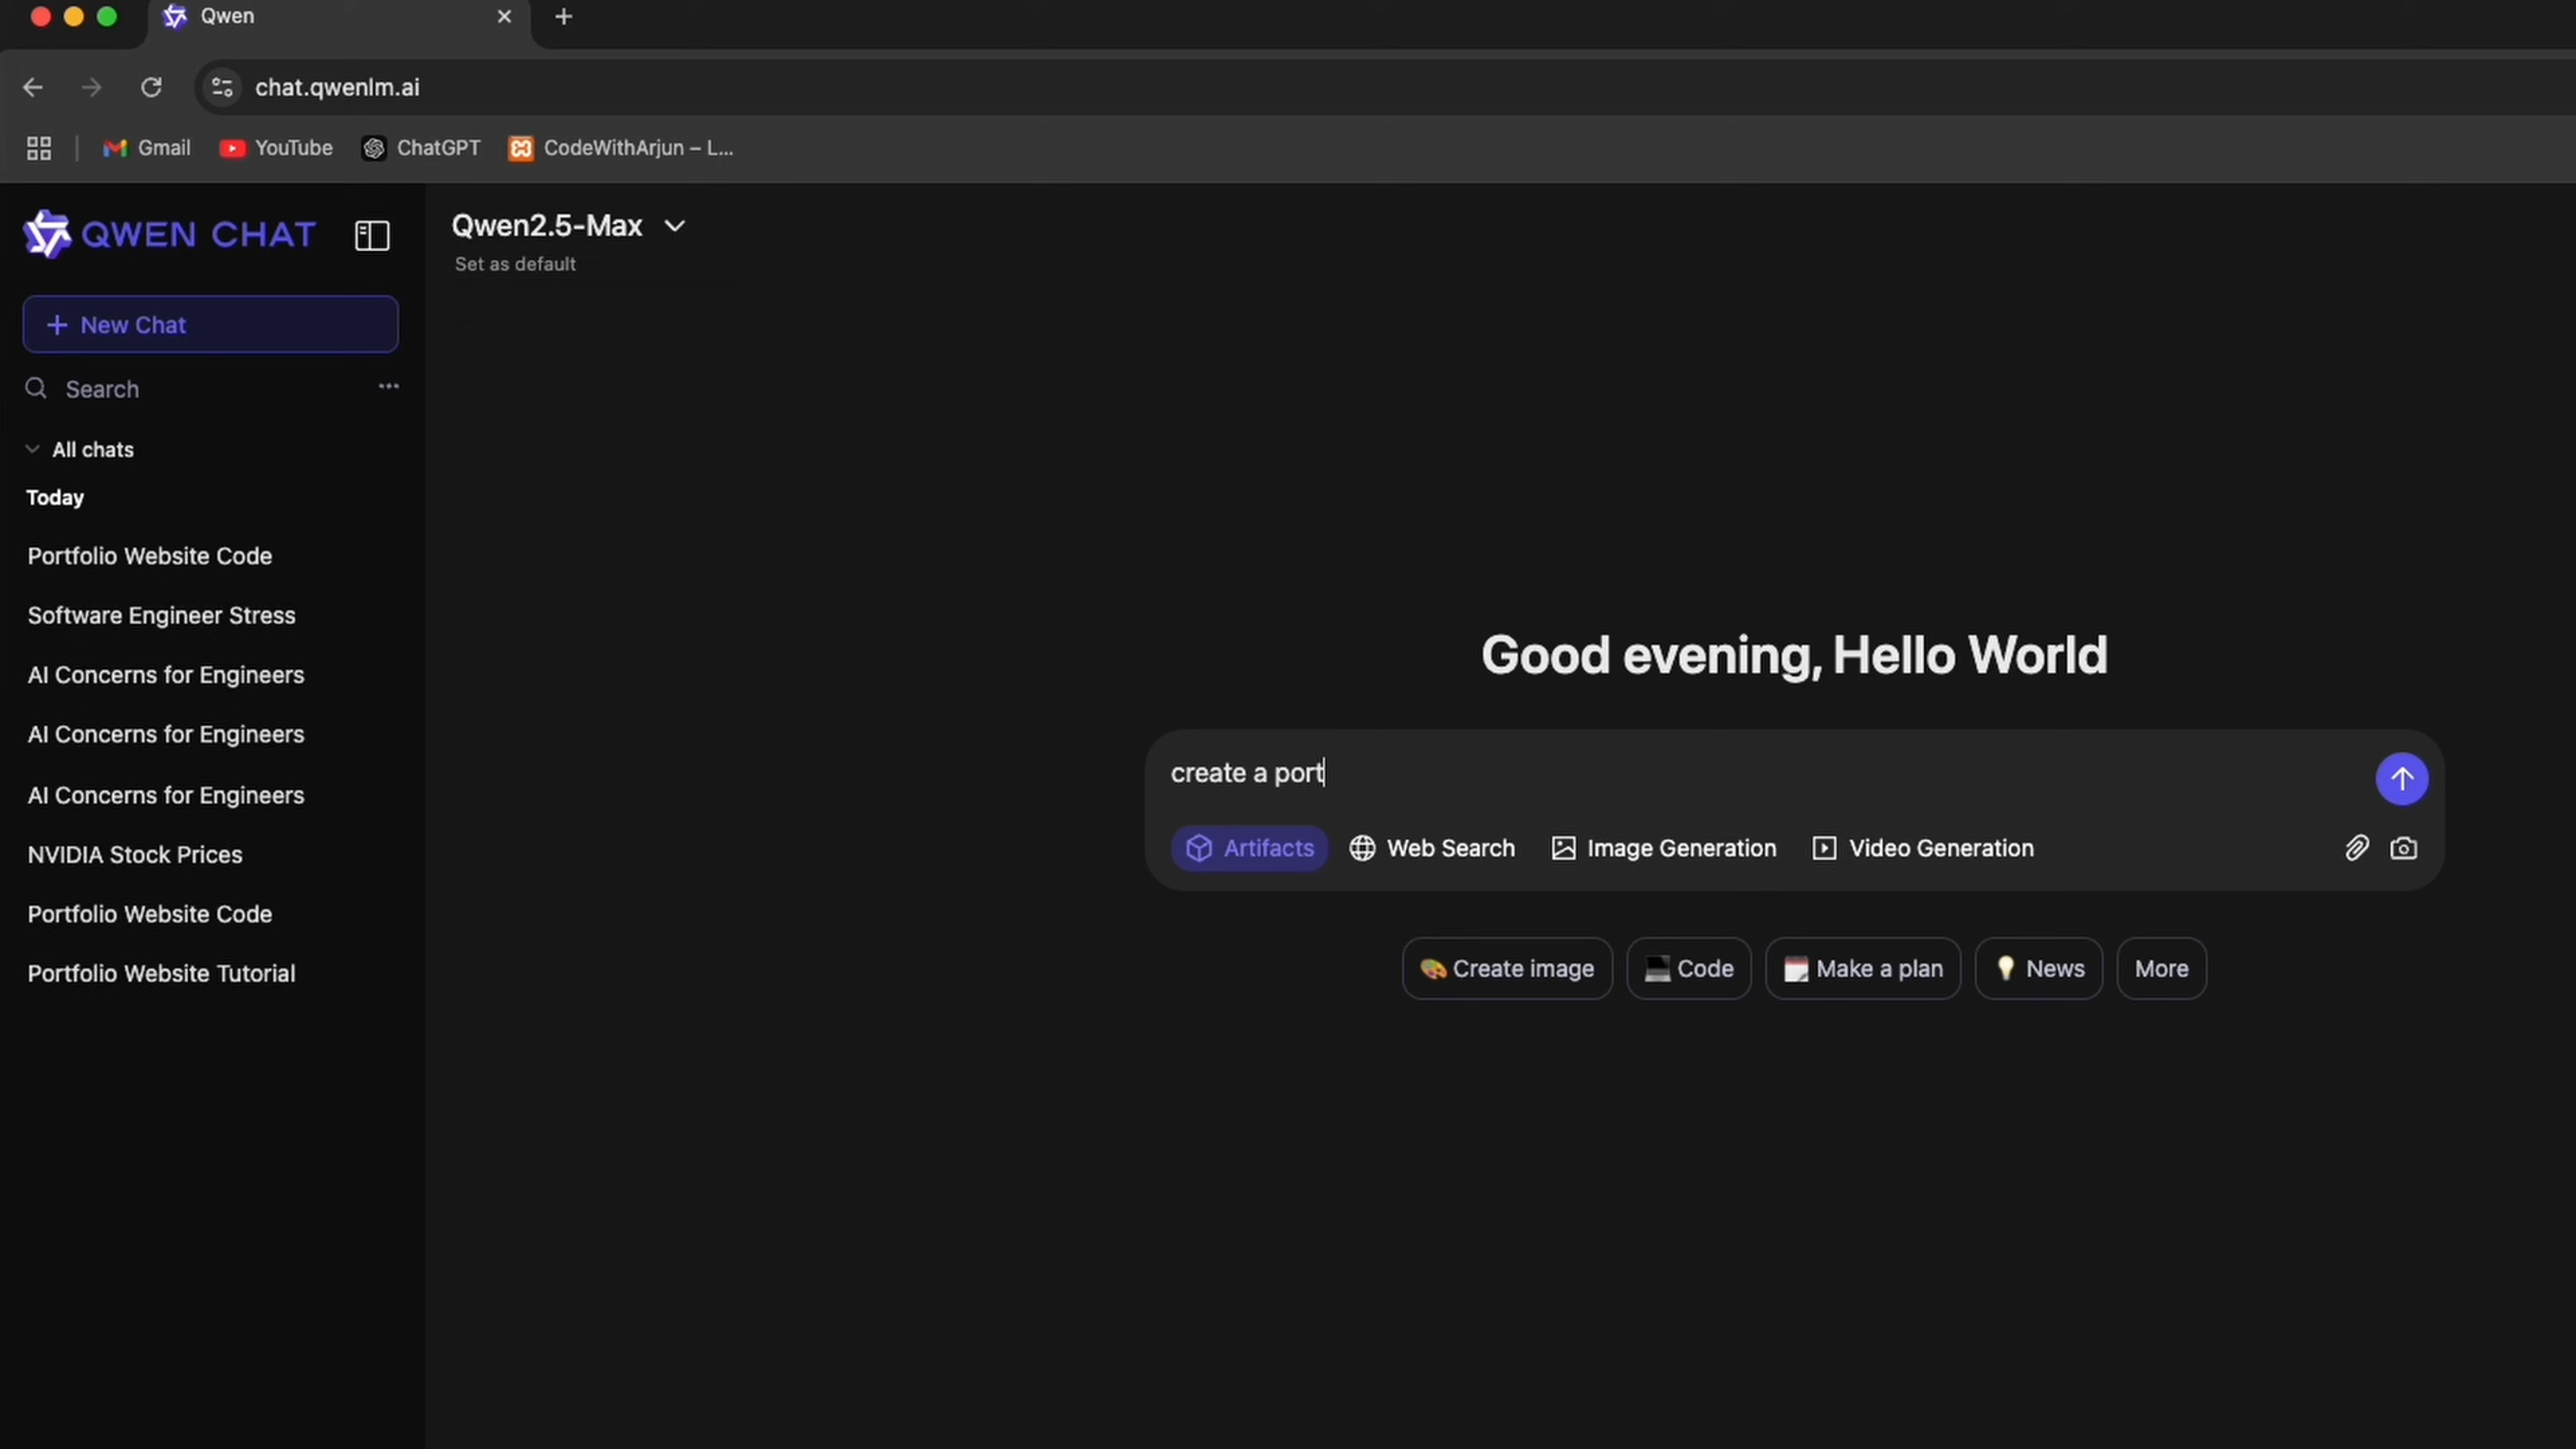 Qwen
chat.qwenlm.ai
Gmail YouTube ChatGPT CodeWithArjun – L...
QWEN CHAT
Qwen2.5-Max
Set as default
New Chat
Search
All chats
Today
Portfolio Website Code
Software Engineer Stress
AI Concerns for Engineers
AI Concerns for Engineers
AI Concerns for Engineers
NVIDIA Stock Prices
Portfolio Website Code
Portfolio Website Tutorial
Good evening, Hello World
create a port
Artifacts Web Search Image Generation Video Generation
Create image Code Make a plan News More